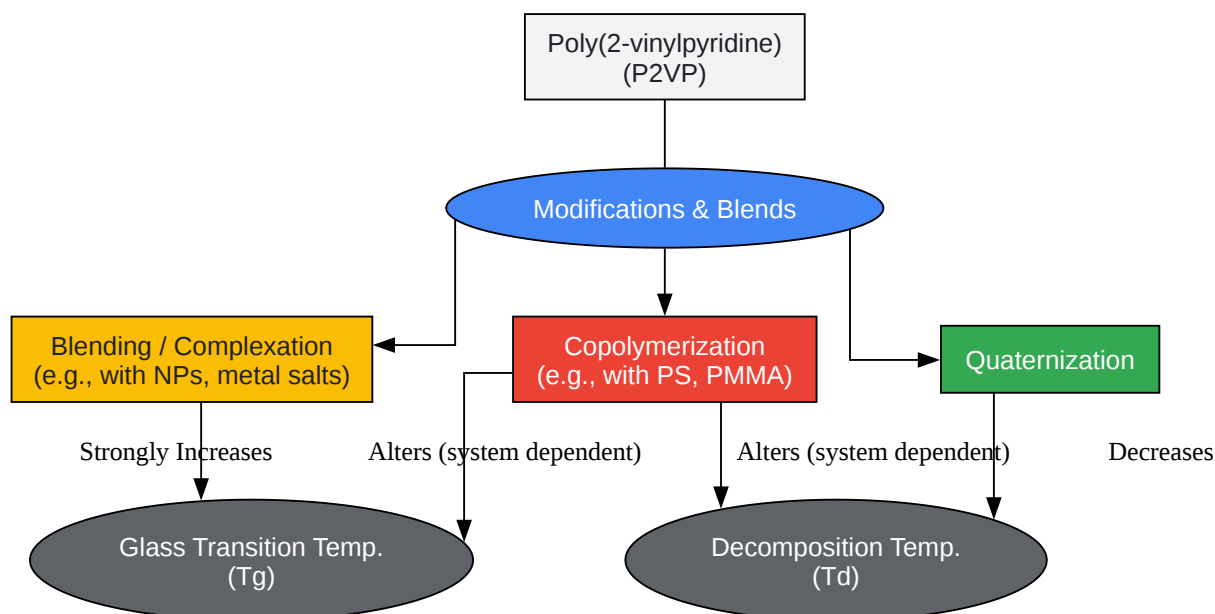 Poly(2-vinylpyridine)
(P2VP)
Modifications & Blends
Blending / Complexation
(e.g., with NPs, metal salts)
Copolymerization
(e.g., with PS, PMMA)
Quaternization
Strongly Increases
Alters (system dependent)
Alters (system dependent)
Decreases
Glass Transition Temp.
(Tg)
Decomposition Temp.
(Td)